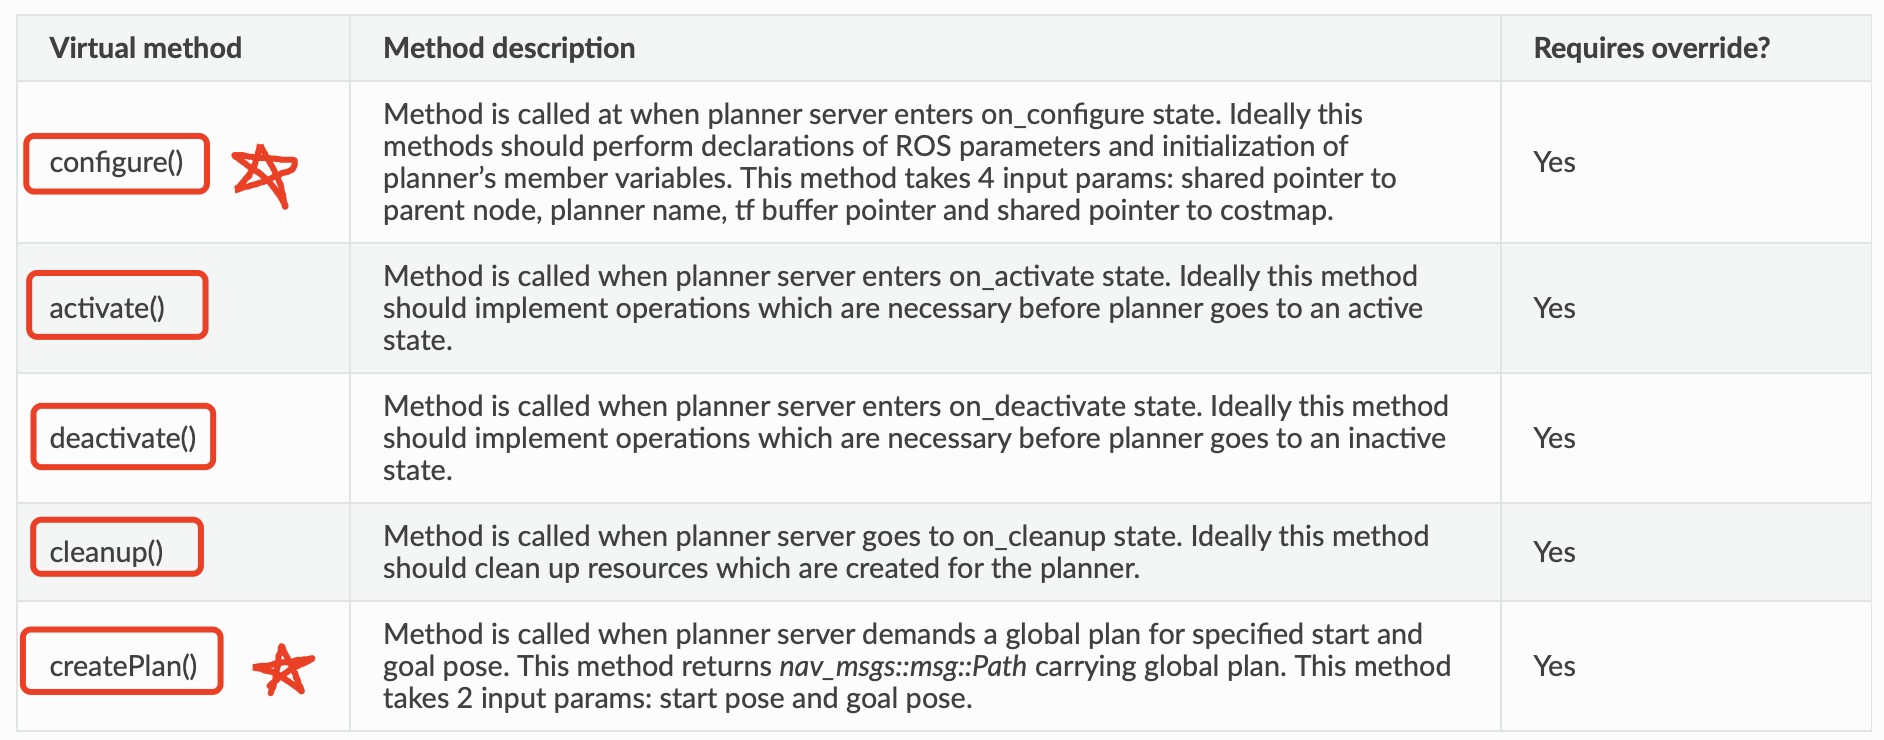 Virtual method Method description Requires override?
configure()
Method is called at when planner server enters on_configure state. Ideally this
methods should perform declarations of ROS parameters and initialization of
planner’s member variables. This method takes 4 input params: shared pointer to
parent node, planner name, tf buffer pointer and shared pointer to costmap.
Yes
activate()
Method is called when planner server enters on_activate state. Ideally this method
should implement operations which are necessary before planner goes to an active
state.
Yes
deactivate()
Method is called when planner server enters on_deactivate state. Ideally this method
should implement operations which are necessary before planner goes to an inactive
state.
Yes
cleanup()
Method is called when planner server goes to on_cleanup state. Ideally this method
should clean up resources which are created for the planner.
Yes
createPlan()
Method is called when planner server demands a global plan for specified start and
goal pose. This method returns nav_msgs::msg::Path carrying global plan. This method
takes 2 input params: start pose and goal pose.
Yes